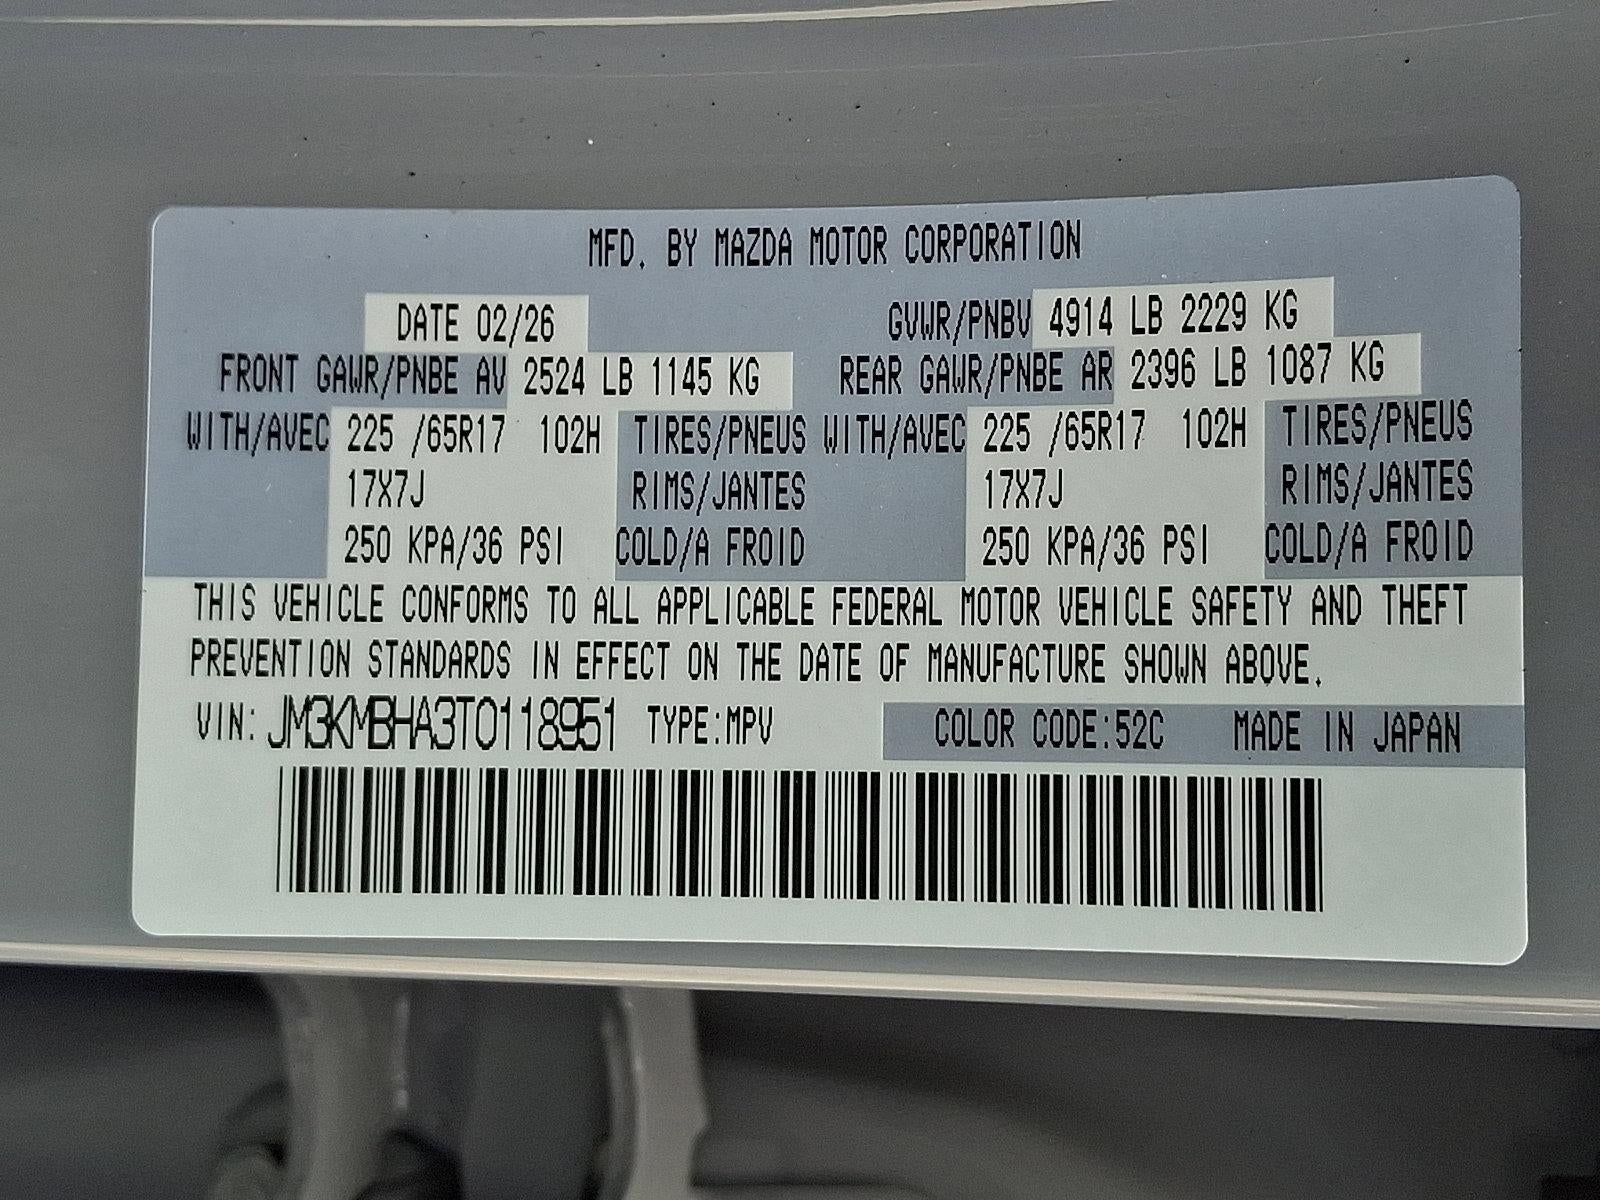 MFD. BY MAZDA MOTOR CORPORATION
DATE 02/26 GVWR/PNBV 4914 LB 2229 KG
FRONT GAWR/PNBE AV 2524 LB 1145 KG REAR GAWR/PNBE AR 2396 LB 1087 KG
WITH/AVEC 225 /65R17 102H TIRES/PNEUS WITH/AVEC 225 /65R17 102H TIRES/PNEUS
17X7J RIMS/JANTES 17X7J RIMS/JANTES
250 KPA/36 PSI COLD/A FROID 250 KPA/36 PSI COLD/A FROID
THIS VEHICLE CONFORMS TO ALL APPLICABLE FEDERAL MOTOR VEHICLE SAFETY AND THEFT
PREVENTION STANDARDS IN EFFECT ON THE DATE OF MANUFACTURE SHOWN ABOVE.
VIN: JM3KMBHA3T0118951 TYPE:MPV COLOR CODE:52C MADE IN JAPAN